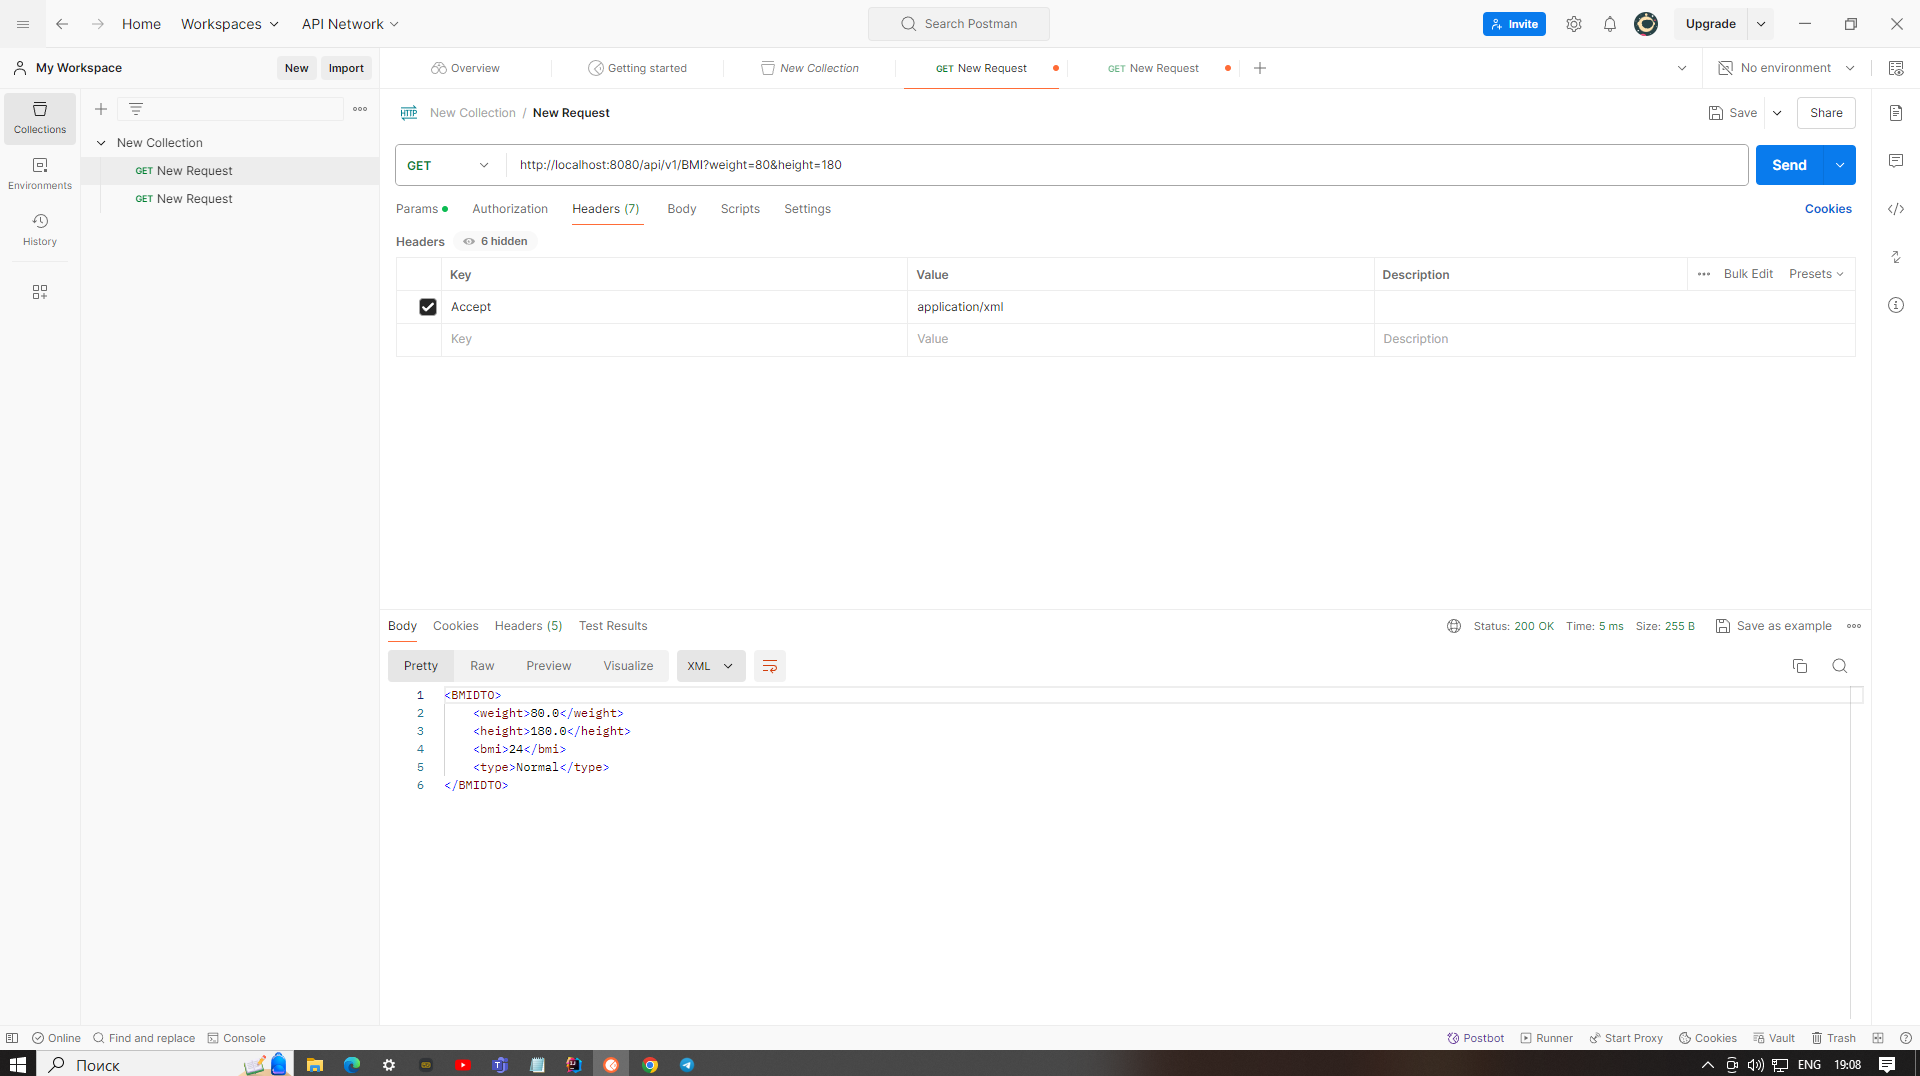 Home
Workspaces
API Network
Search Postman
Invite
Upgrade
My Workspace
New
Import
Overview
Getting started
New Collection
GET New Request
GET New Request
No environment
Collections
Environments
History
New Collection
GET New Request
GET New Request
HTTP
New Collection / New Request
Save
Share
GET
http://localhost:8080/api/v1/BMI?weight=80&height=180
Send
Params
Authorization
Headers (7)
Body
Scripts
Settings
Cookies
Headers
6 hidden
Key Value Description
Bulk Edit
Presets
Accept application/xml
Key Value Description
Body
Cookies
Headers (5)
Test Results
Status: 200 OK Time: 5 ms Size: 255 B
Save as example
Pretty
Raw
Preview
Visualize
XML
1 <BMIDTO>
2 <weight>80.0</weight>
3 <height>180.0</height>
4 <bmi>24</bmi>
5 <type>Normal</type>
6 </BMIDTO>
Online
Find and replace
Console
Postbot
Runner
Start Proxy
Cookies
Vault
Trash
Поиск
ENG
19:08